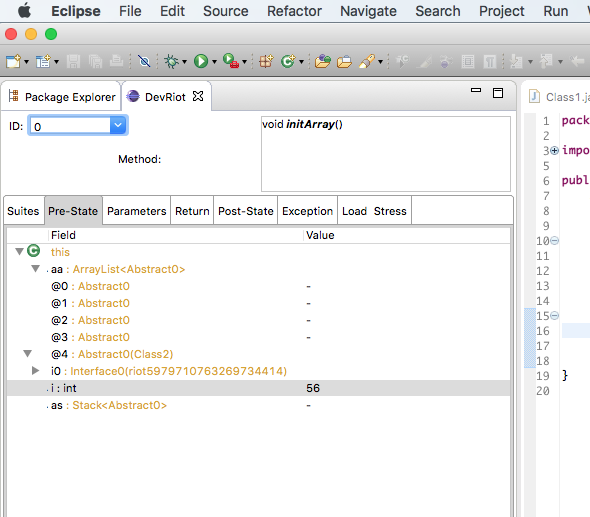 Eclipse File Edit Source Refactor Navigate Search Project Run
Package Explorer DevRiot
ID: 0
Method:
void initArray()
Suites Pre-State Parameters Return Post-State Exception Load Stress
Field Value
this
aa : ArrayList<Abstract0>
@0 : Abstract0 -
@1 : Abstract0 -
@2 : Abstract0 -
@3 : Abstract0 -
@4 : Abstract0(Class2)
i0 : Interface0(riot5979710763269734414)
i : int 56
as : Stack<Abstract0> -
Class1.ja
1 pack
2
3 impo
5
6 publ
7
8
9
10
11
12
13
14
15
16
17
18
19 }
20